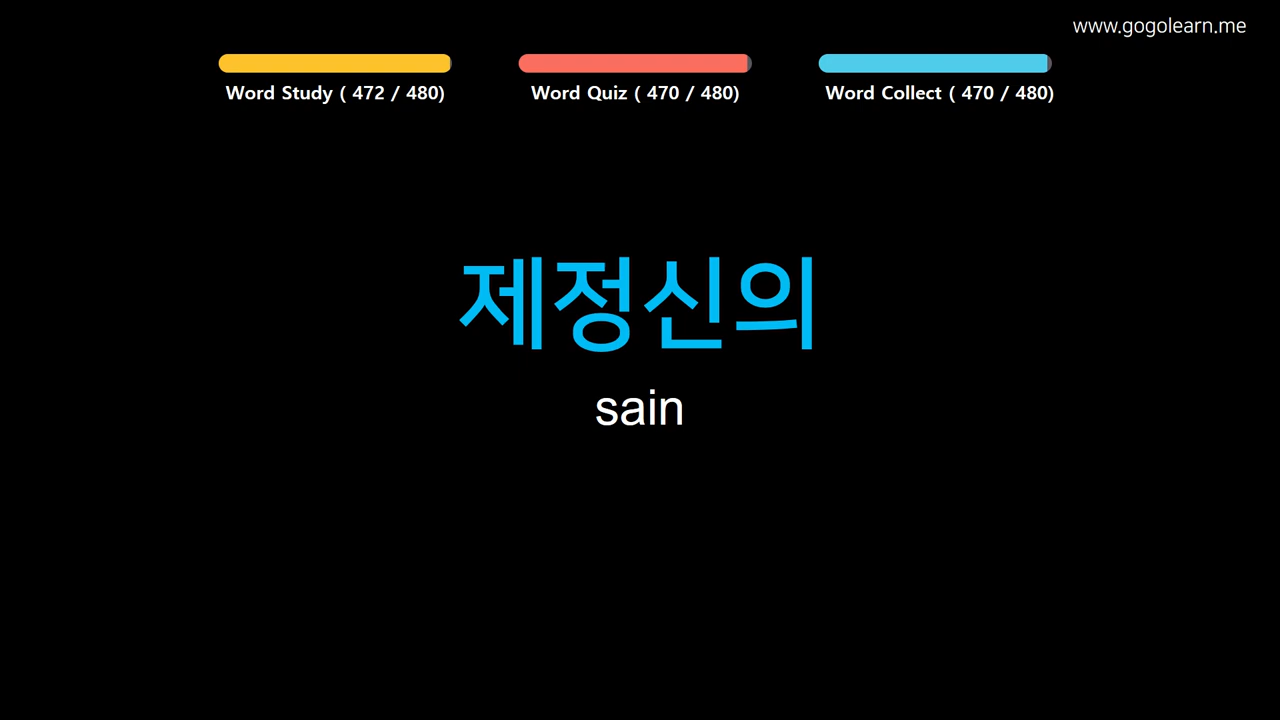 www.gogolearn.me
Word Study ( 472 / 480)
Word Quiz ( 470 / 480)
Word Collect ( 470 / 480)
제정신의
sain